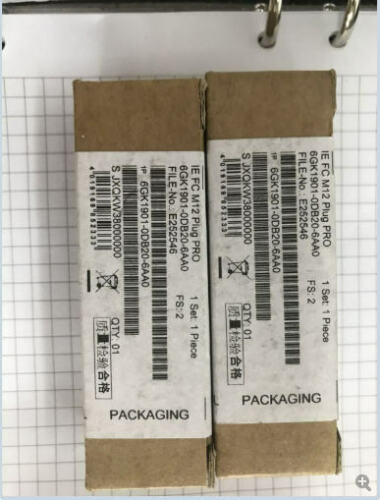 IE FC M12 Plug PRO
6GK1901-0DB20-6AA0
FILE-No.: E252546
1 Set: 1 Piece
FS: 2
1P 6GK1901-0DB20-6AA0
S JXQKW38000000
QTY: 01
质量检验合格
PACKAGING
IE FC M12 Plug PRO
6GK1901-0DB20-6AA0
FILE-No.: E252546
1 Set: 1 Piece
FS: 2
1P 6GK1901-0DB20-6AA0
S JXQKW38000000
QTY: 01
质量检验合格
PACKAGING